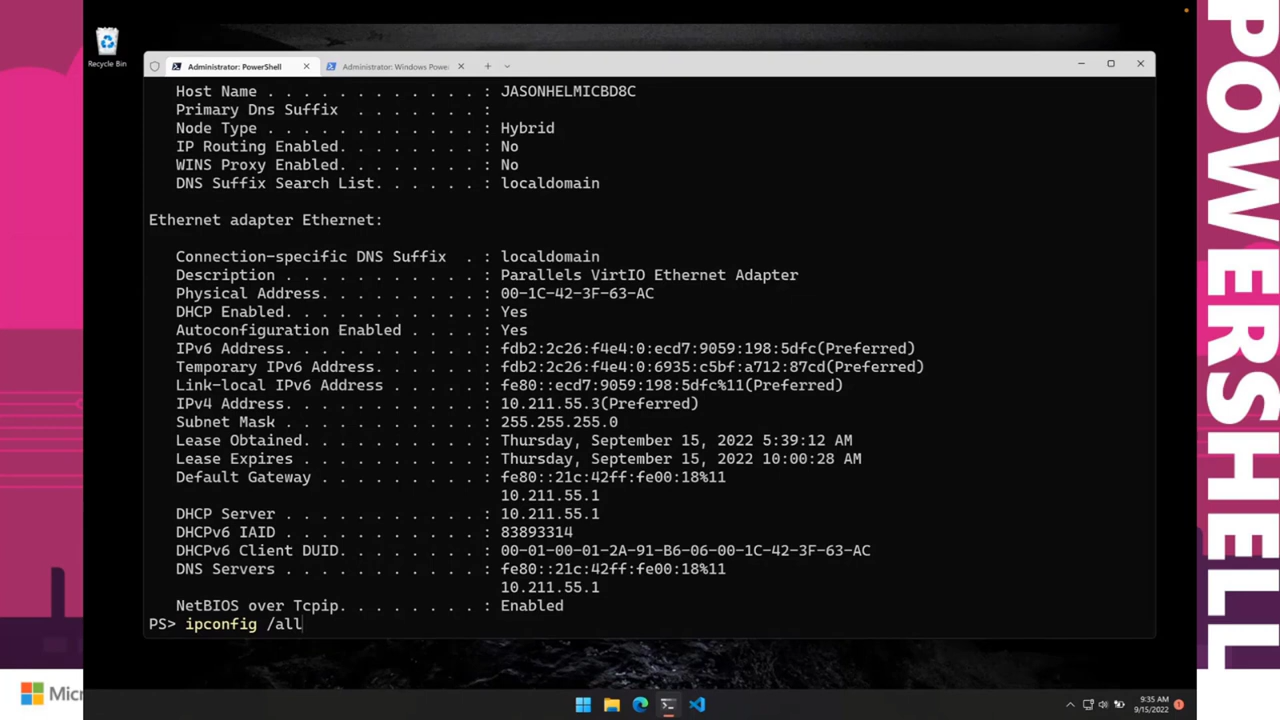 Recycle Bin
Administrator: PowerShell
Administrator: Windows Powe
Host Name . . . . . . . . . . . . : JASONHELMICBD8C
Primary Dns Suffix . . . . . . . :
Node Type . . . . . . . . . . . . : Hybrid
IP Routing Enabled. . . . . . . . : No
WINS Proxy Enabled. . . . . . . . : No
DNS Suffix Search List. . . . . . : localdomain
Ethernet adapter Ethernet:
Connection-specific DNS Suffix . : localdomain
Description . . . . . . . . . . . : Parallels VirtIO Ethernet Adapter
Physical Address. . . . . . . . . : 00-1C-42-3F-63-AC
DHCP Enabled. . . . . . . . . . . : Yes
Autoconfiguration Enabled . . . . : Yes
IPv6 Address. . . . . . . . . . . : fdb2:2c26:f4e4:0:ecd7:9059:198:5dfc(Preferred)
Temporary IPv6 Address. . . . . . : fdb2:2c26:f4e4:0:6935:c5bf:a712:87cd(Preferred)
Link-local IPv6 Address . . . . . : fe80::ecd7:9059:198:5dfc%11(Preferred)
IPv4 Address. . . . . . . . . . . : 10.211.55.3(Preferred)
Subnet Mask . . . . . . . . . . . : 255.255.255.0
Lease Obtained. . . . . . . . . . : Thursday, September 15, 2022 5:39:12 AM
Lease Expires . . . . . . . . . . : Thursday, September 15, 2022 10:00:28 AM
Default Gateway . . . . . . . . . : fe80::21c:42ff:fe00:18%11
10.211.55.1
DHCP Server . . . . . . . . . . . : 10.211.55.1
DHCPv6 IAID . . . . . . . . . . . : 83893314
DHCPv6 Client DUID. . . . . . . . : 00-01-00-01-2A-91-B6-06-00-1C-42-3F-63-AC
DNS Servers . . . . . . . . . . . : fe80::21c:42ff:fe00:18%11
10.211.55.1
NetBIOS over Tcpip. . . . . . . . : Enabled
PS> ipconfig /all
9:35 AM
9/15/2022
1
Micr
POWERSHELL